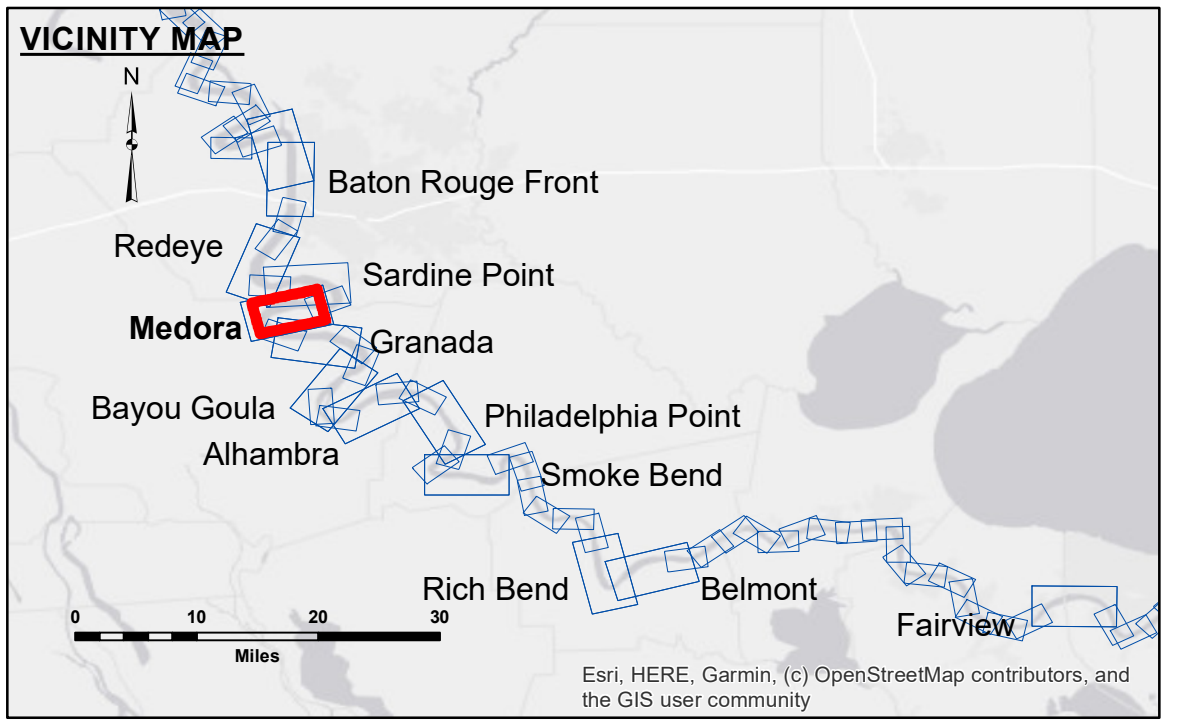 VICINITY MAP
N
Baton Rouge Front
Redeye
Sardine Point
Medora
Granada
Bayou Goula
Philadelphia Point
Alhambra
Smoke Bend
Rich Bend
Belmont
Fairview
0 10 20 30
Miles
Esri, HERE, Garmin, (c) OpenStreetMap contributors, and
the GIS user community